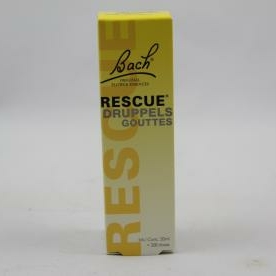 Bach
ORIGINAL
FLOWER REMEDIES
RESCUE®
DRUPPELS
GOUTTES
RESCUE